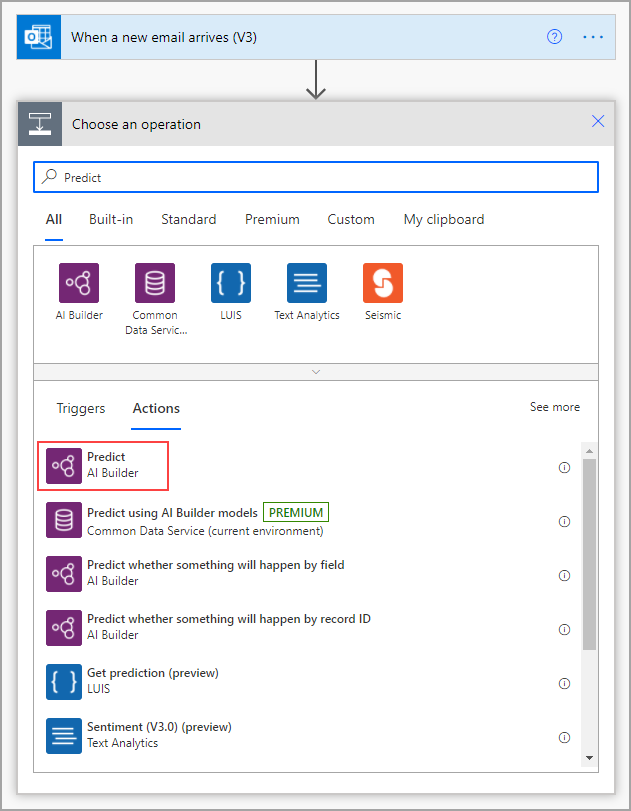 When a new email arrives (V3)
Choose an operation
Predict
All Built-in Standard Premium Custom My clipboard
AI Builder
Common
Data Servic...
LUIS
Text Analytics
Seismic
Triggers Actions See more
Predict
AI Builder
Predict using AI Builder models PREMIUM
Common Data Service (current environment)
Predict whether something will happen by field
AI Builder
Predict whether something will happen by record ID
AI Builder
Get prediction (preview)
LUIS
Sentiment (V3.0) (preview)
Text Analytics